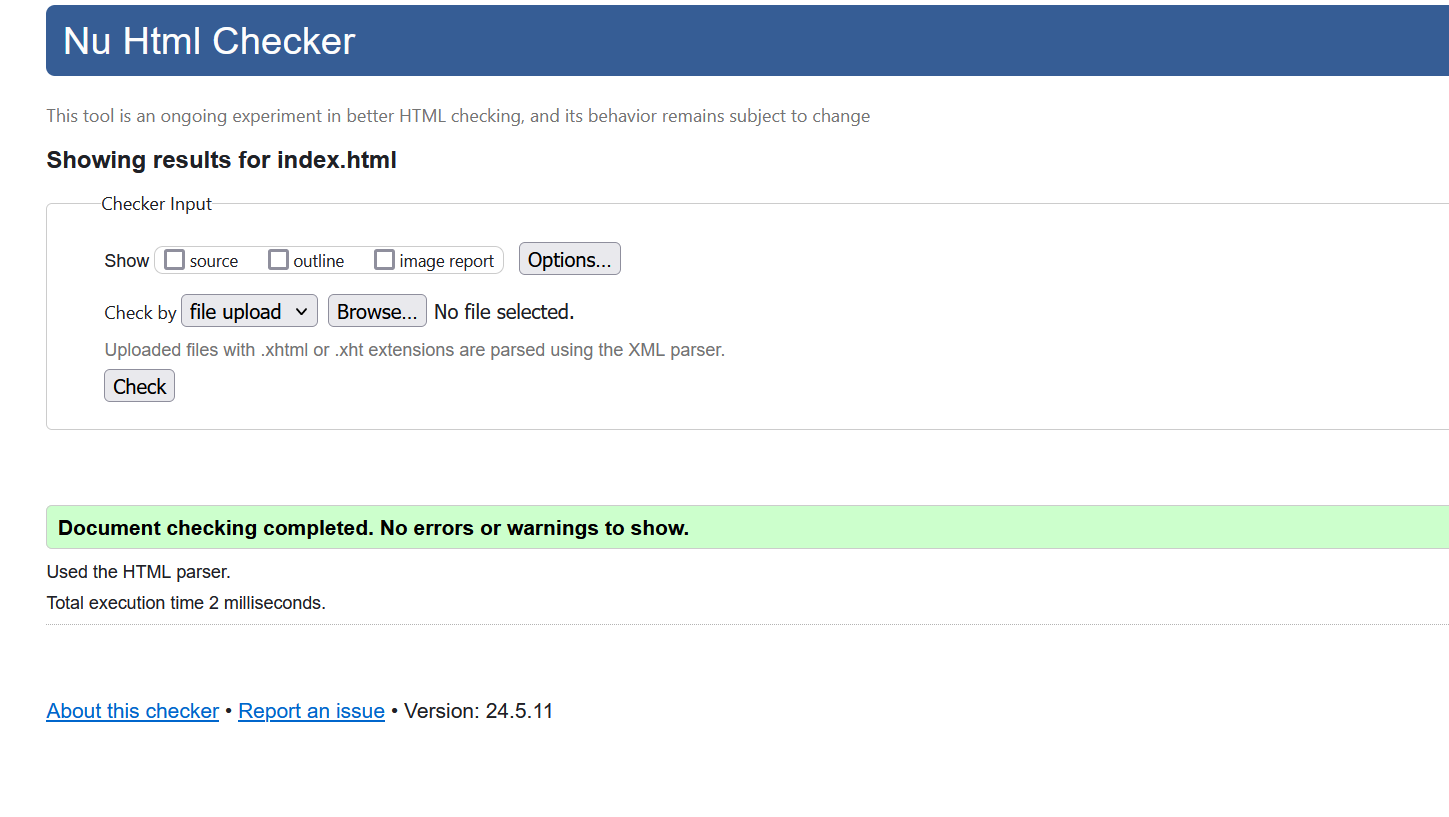 Nu Html Checker
This tool is an ongoing experiment in better HTML checking, and its behavior remains subject to change
Showing results for index.html
Checker Input
Show source outline image report Options...
Check by file upload Browse... No file selected.
Uploaded files with .xhtml or .xht extensions are parsed using the XML parser.
Check
Document checking completed. No errors or warnings to show.
Used the HTML parser.
Total execution time 2 milliseconds.
About this checker • Report an issue • Version: 24.5.11